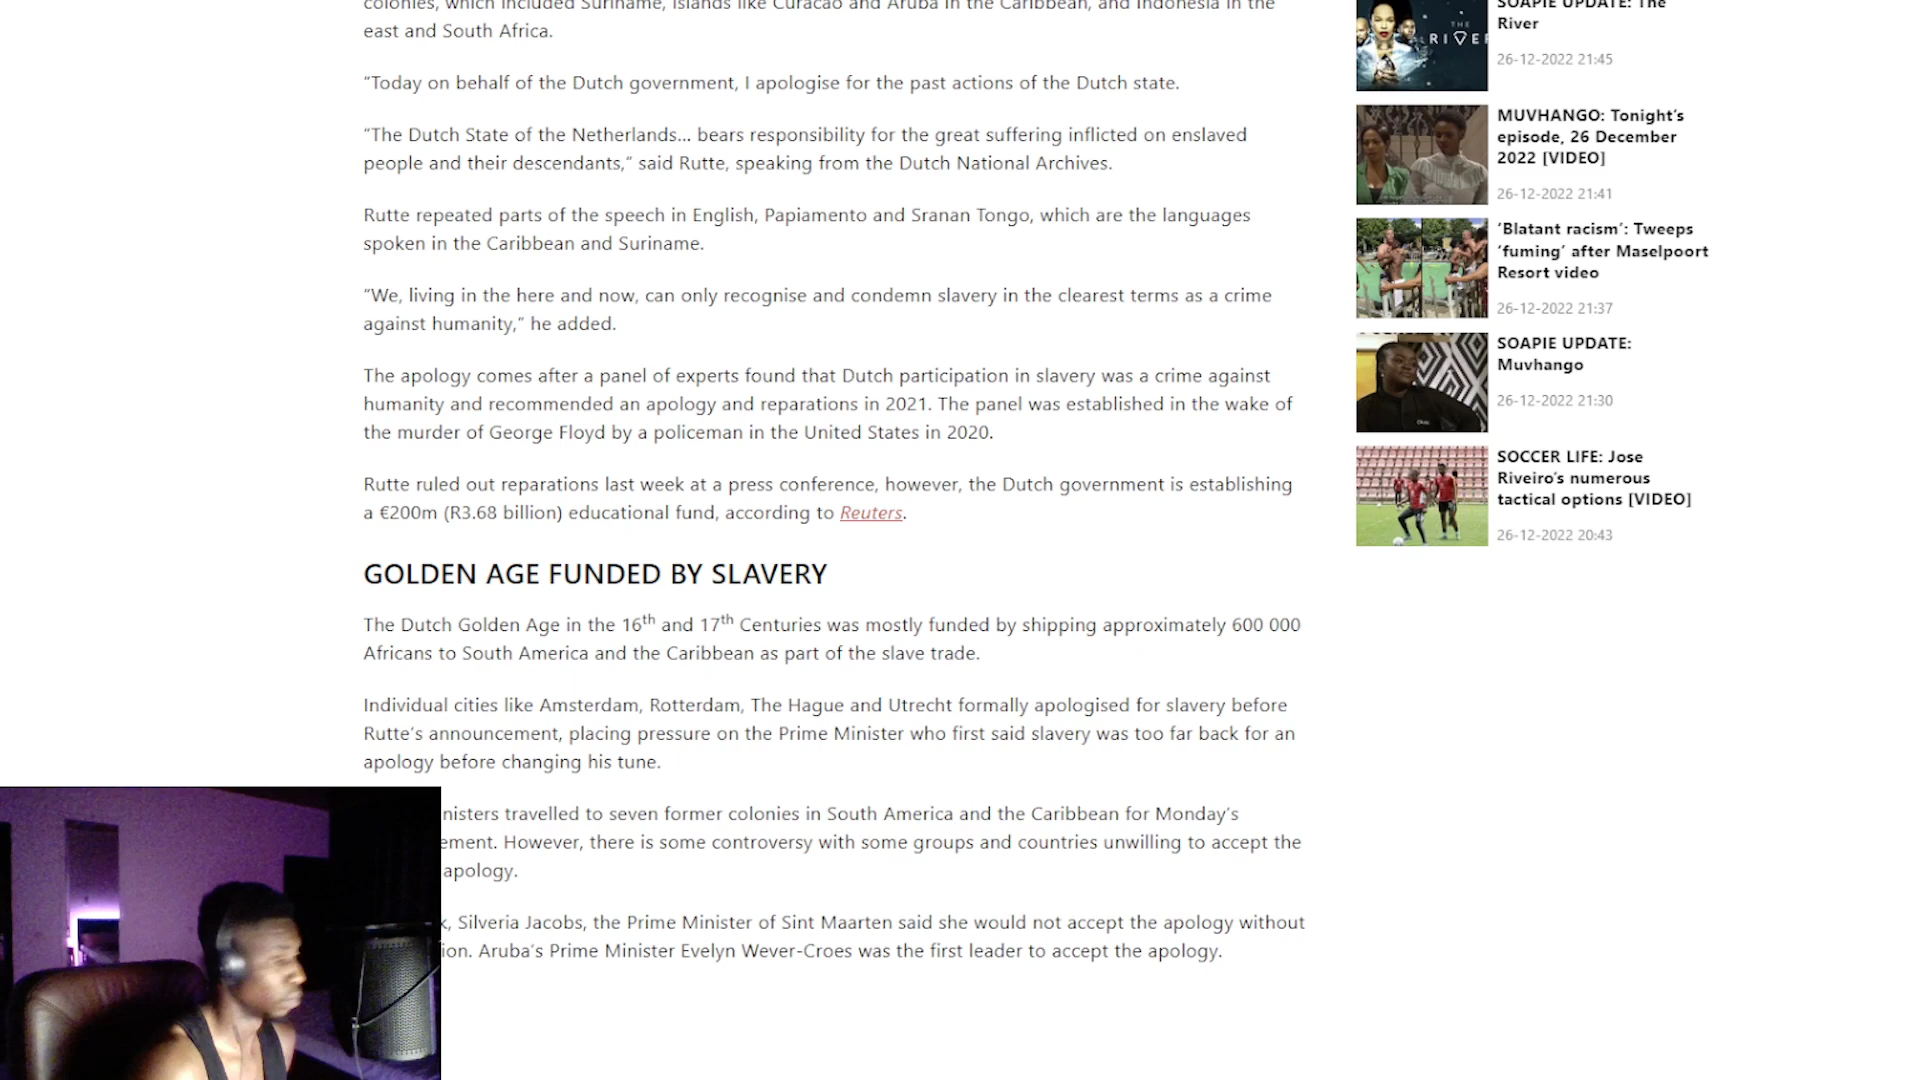 colonies, which included Suriname, islands like Curacao and Aruba in the Caribbean, and Indonesia in the
east and South Africa.
“Today on behalf of the Dutch government, I apologise for the past actions of the Dutch state.
“The Dutch State of the Netherlands… bears responsibility for the great suffering inflicted on enslaved
people and their descendants,” said Rutte, speaking from the Dutch National Archives.
Rutte repeated parts of the speech in English, Papiamento and Sranan Tongo, which are the languages
spoken in the Caribbean and Suriname.
“We, living in the here and now, can only recognise and condemn slavery in the clearest terms as a crime
against humanity,” he added.
The apology comes after a panel of experts found that Dutch participation in slavery was a crime against
humanity and recommended an apology and reparations in 2021. The panel was established in the wake of
the murder of George Floyd by a policeman in the United States in 2020.
Rutte ruled out reparations last week at a press conference, however, the Dutch government is establishing
a €200m (R3.68 billion) educational fund, according to Reuters.
GOLDEN AGE FUNDED BY SLAVERY
The Dutch Golden Age in the 16th and 17th Centuries was mostly funded by shipping approximately 600 000
Africans to South America and the Caribbean as part of the slave trade.
Individual cities like Amsterdam, Rotterdam, The Hague and Utrecht formally apologised for slavery before
Rutte’s announcement, placing pressure on the Prime Minister who first said slavery was too far back for an
apology before changing his tune.
nisters travelled to seven former colonies in South America and the Caribbean for Monday’s
ement. However, there is some controversy with some groups and countries unwilling to accept the
apology.
, Silveria Jacobs, the Prime Minister of Sint Maarten said she would not accept the apology without
ion. Aruba’s Prime Minister Evelyn Wever-Croes was the first leader to accept the apology.
SOAPIE UPDATE: The
River
26-12-2022 21:45
THE
RIVE
MUVHANGO: Tonight’s
episode, 26 December
2022 [VIDEO]
26-12-2022 21:41
‘Blatant racism’: Tweeps
‘fuming’ after Maselpoort
Resort video
26-12-2022 21:37
SOAPIE UPDATE:
Muvhango
26-12-2022 21:30
SOCCER LIFE: Jose
Riveiro’s numerous
tactical options [VIDEO]
26-12-2022 20:43